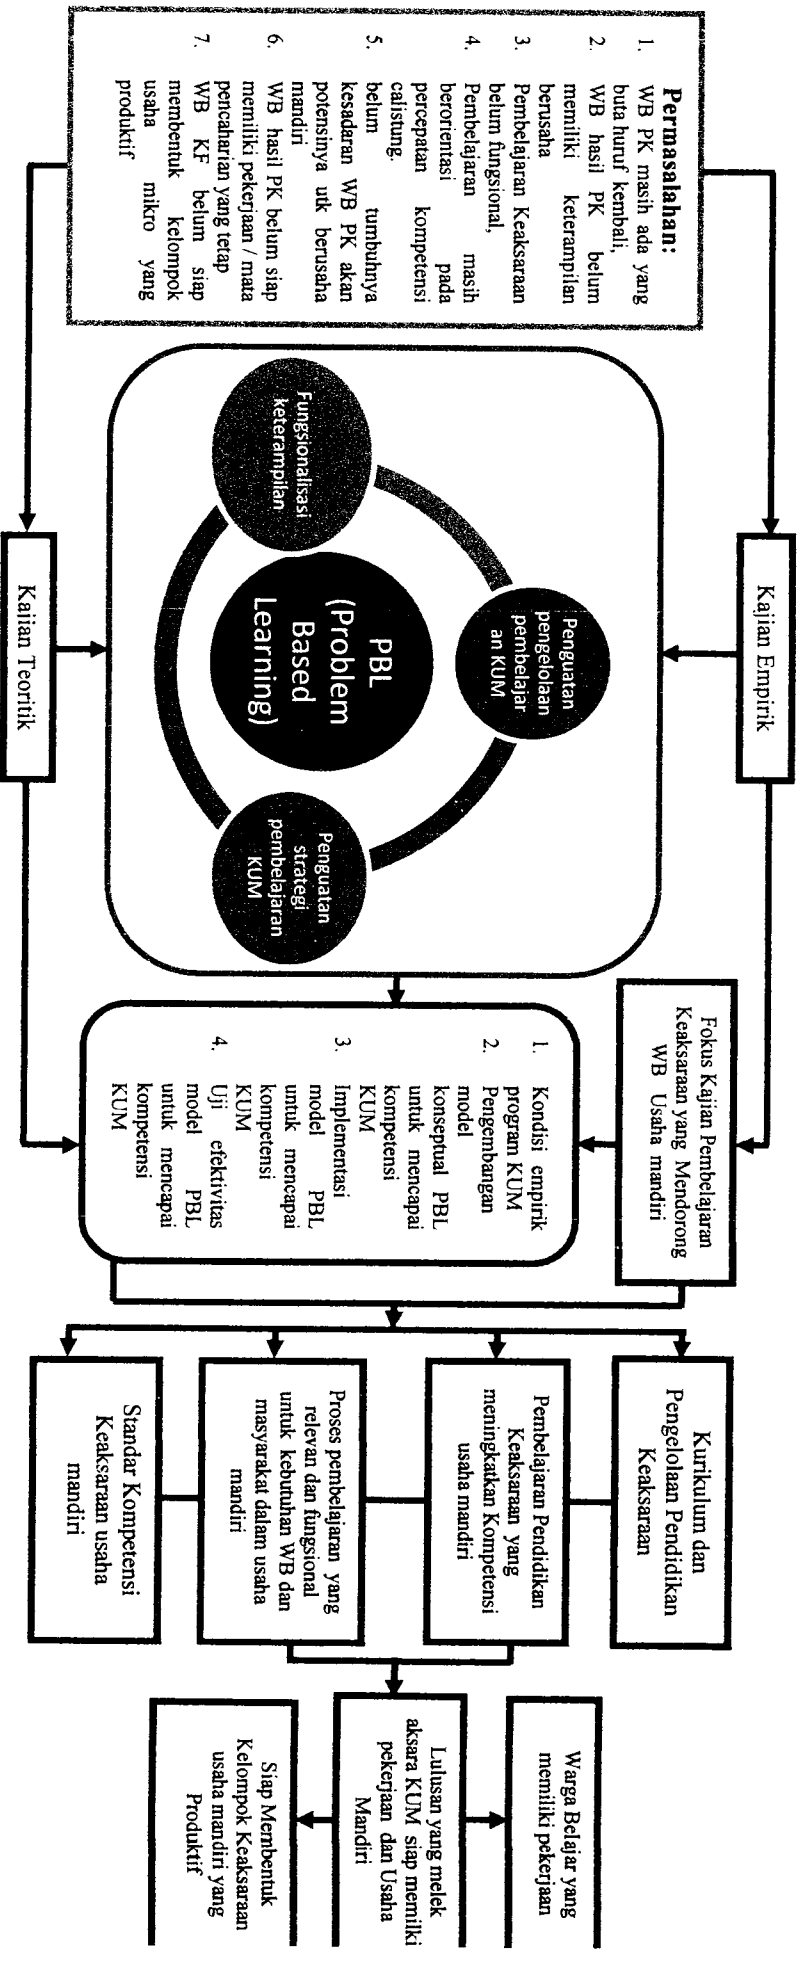 Permasalahan:
1. WB PK masih ada yang
buta huruf kembali,
2. WB hasil PK belum
memiliki keterampilan
berusaha
3. Pembelajaran Keaksaraan
belum fungsional,
4. Pembelajaran masih
berorientasi pada
percepatan kompetensi
calistung.
5. belum tumbuhnya
kesadaran WB PK akan
potensinya utk berusaha
mandiri
6. WB hasil PK belum siap
memiliki pekerjaan / mata
pencaharian yang tetap
7. WB KF belum siap
membentuk kelompok
usaha mikro yang
produktif
Kajian Empirik
Penguatan
pengelolaan
pembelajar
an KUM
PBL
(Problem
Based
Learning)
Fungsionalisasi
keterampilan
Penguatan
strategi
pembelajaran
KUM
Kajian Teoritik
Fokus Kajian Pembelajaran
Keaksaraan yang Mendorong
WB Usaha mandiri
1. Kondisi empirik
program KUM
2. Pengembangan
model
konseptual PBL
untuk mencapai
kompetensi
KUM
3. Implementasi
model PBL
untuk mencapai
kompetensi
KUM
4. Uji efektivitas
model PBL
untuk mencapai
kompetensi
KUM
Kurikulum dan
Pengelolaan Pendidikan
Keaksaraan
Pembelajaran Pendidikan
Keaksaraan yang
meningkatkan Kompetensi
usaha mandiri
Proses pembelajaran yang
relevan dan fungsional
untuk kebutuhan WB dan
masyarakat dalam usaha
mandiri
Standar Kompetensi
Keaksaraan usaha
mandiri
Warga Belajar yang
memiliki pekerjaan
Lulusan yang melek
aksara KUM siap memilki
pekerjaan dan Usaha
Mandiri
Siap Membentuk
Kelompok Keaksaraan
usaha mandiri yang
Produktif